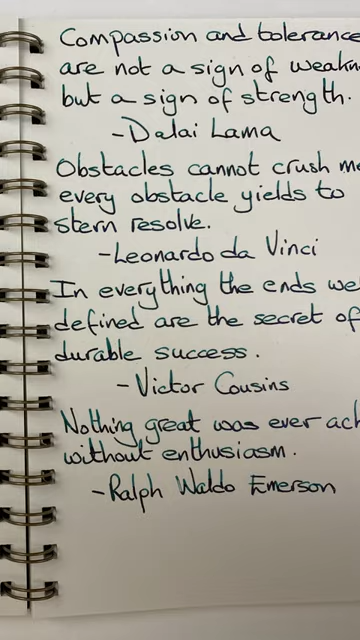 Compassion and tolerance
are not a sign of weakn
but a sign of strength.
-Dalai Lama
Obstacles cannot crush me
every obstacle yields to
stern resolve.
-Leonardo da Vinci
In everything the ends we
defined are the secret of
durable success.
-Victor Cousins
Nothing great was ever ach
without enthusiasm.
-Ralph Waldo Emerson